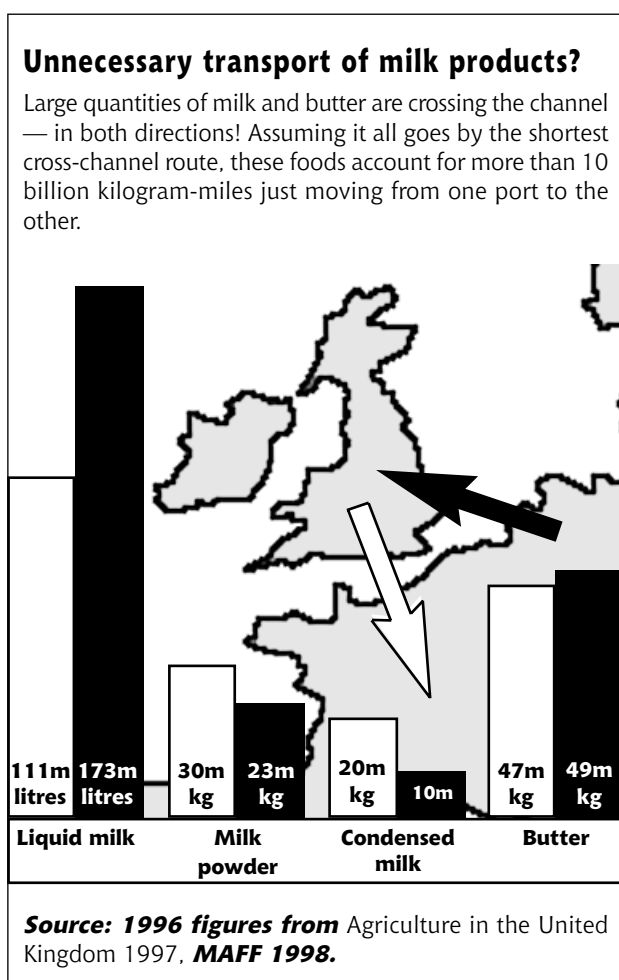 Unnecessary transport of milk products?
Large quantities of milk and butter are crossing the channel
— in both directions! Assuming it all goes by the shortest
cross-channel route, these foods account for more than 10
billion kilogram-miles just moving from one port to the
other.
111m litres
173m litres
30m kg
23m kg
20m kg
10m
47m kg
49m kg
Liquid milk
Milk powder
Condensed milk
Butter
Source: 1996 figures from Agriculture in the United
Kingdom 1997, MAFF 1998.